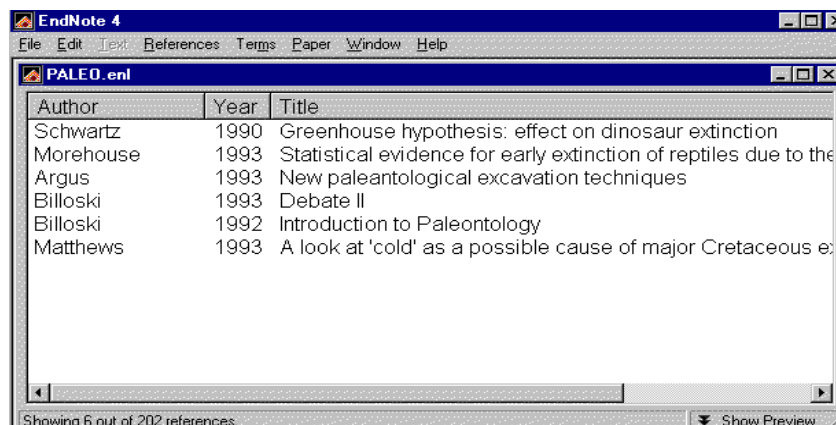 EndNote 4
File Edit Text References Terms Paper Window Help
PALEO.enl
Author Year Title
Schwartz 1990 Greenhouse hypothesis: effect on dinosaur extinction
Morehouse 1993 Statistical evidence for early extinction of reptiles due to the
Argus 1993 New paleantological excavation techniques
Billoski 1993 Debate II
Billoski 1992 Introduction to Paleontology
Matthews 1993 A look at 'cold' as a possible cause of major Cretaceous ex
Showing 6 out of 202 references. Show Preview